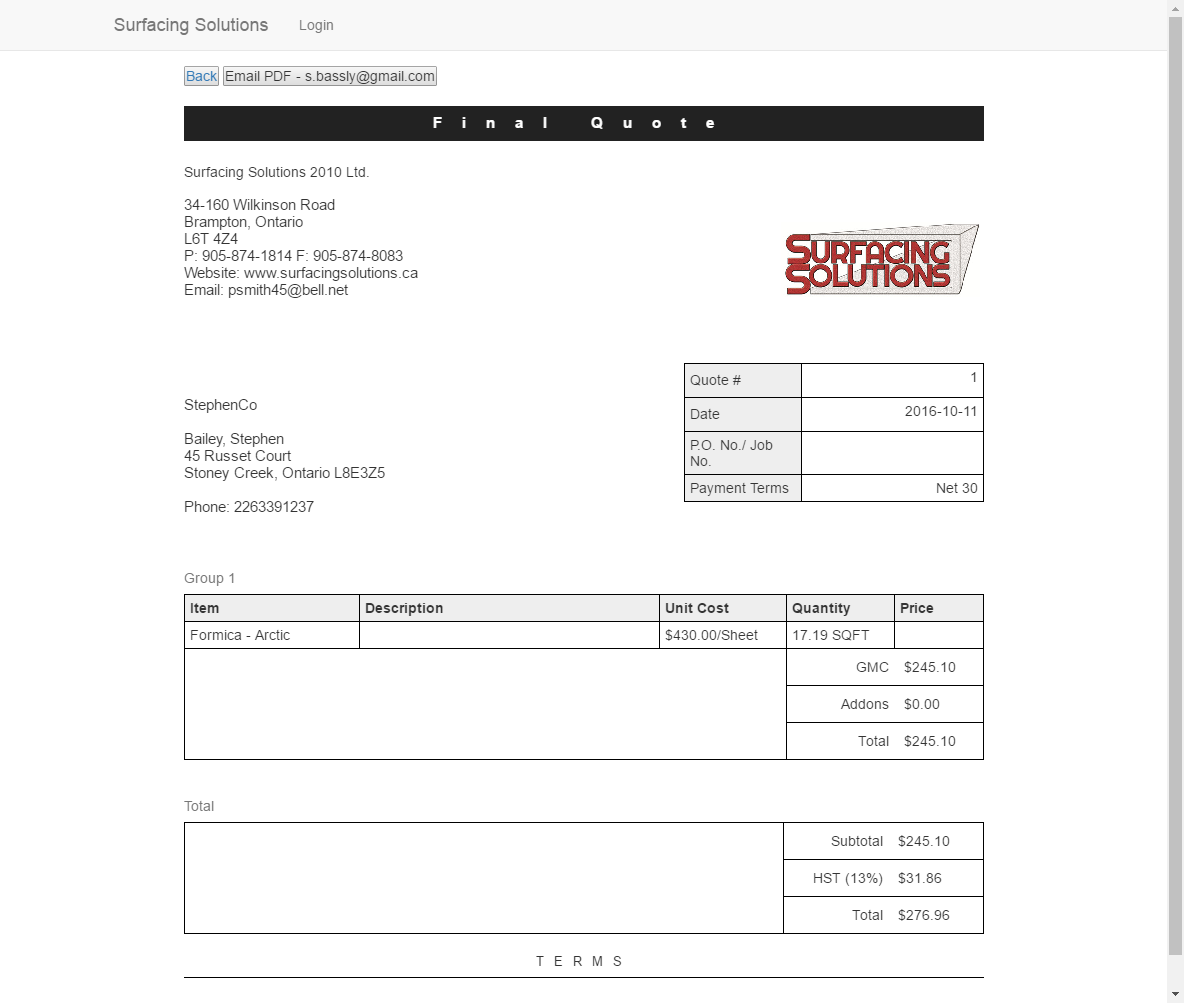 Surfacing Solutions Login
Back Email PDF - s.bassly@gmail.com
Final Quote
Surfacing Solutions 2010 Ltd.
34-160 Wilkinson Road
Brampton, Ontario
L6T 4Z4
P: 905-874-1814 F: 905-874-8083
Website: www.surfacingsolutions.ca
Email: psmith45@bell.net
SURFACING
SOLUTIONS
StephenCo
Bailey, Stephen
45 Russet Court
Stoney Creek, Ontario L8E3Z5
Phone: 2263391237
Quote # 1
Date 2016-10-11
P.O. No./ Job
No.
Payment Terms Net 30
Group 1
Item Description Unit Cost Quantity Price
Formica - Arctic $430.00/Sheet 17.19 SQFT
GMC $245.10
Addons $0.00
Total $245.10
Total
Subtotal $245.10
HST (13%) $31.86
Total $276.96
TERMS